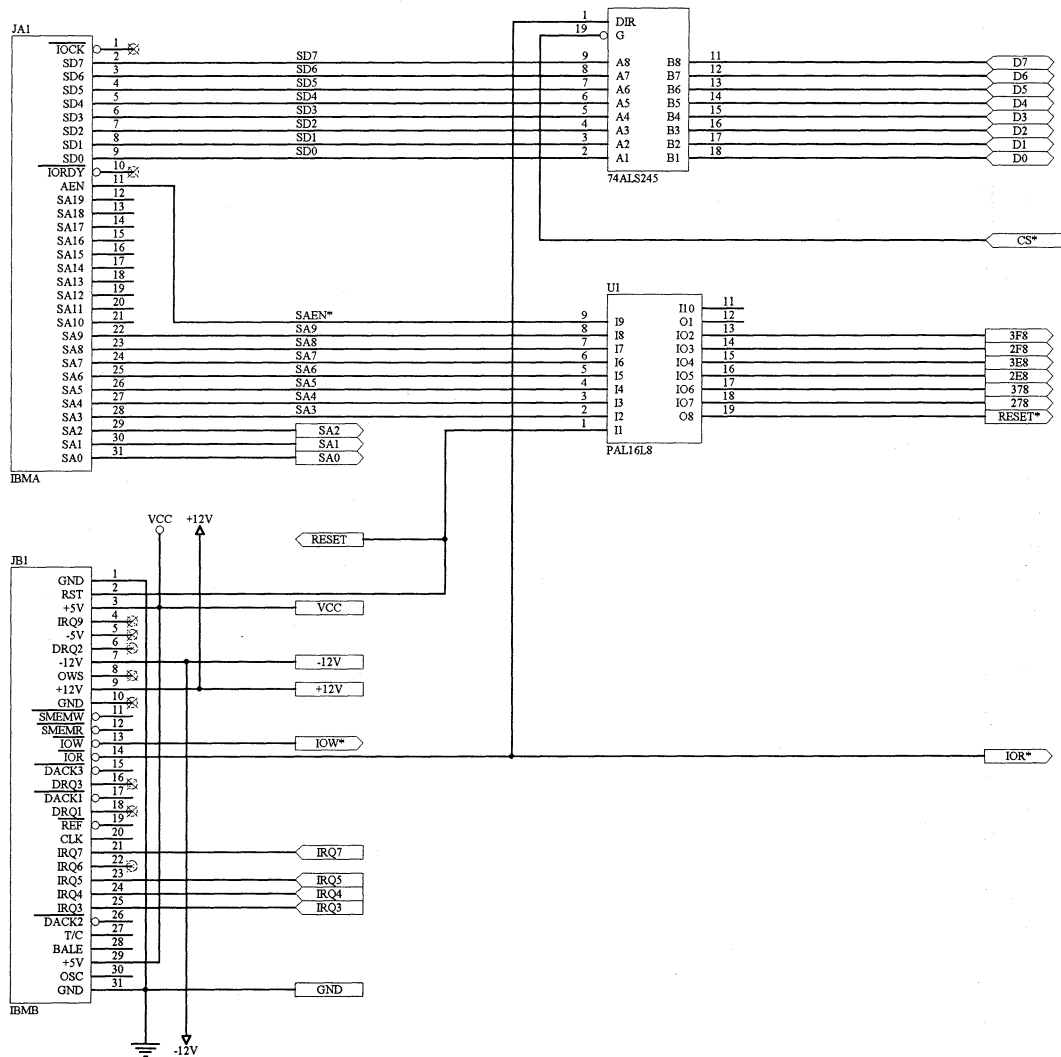 JA1
IOCK 1
SD7 2 SD7
SD6 3 SD6
SD5 4 SD5
SD4 5 SD4
SD3 6 SD3
SD2 7 SD2
SD1 8 SD1
SD0 9 SD0
IORDY 10
AEN 11
SA19 12
SA18 13
SA17 14
SA16 15
SA15 16
SA14 17
SA13 18
SA12 19
SA11 20
SA10 21
SA9 22
SA8 23
SA7 24
SA6 25
SA5 26
SA4 27
SA3 28
SA2 29
SA1 30
SA0 31
IBMA
1 DIR
19 G
9 A8 B8 11 D7
8 A7 B7 12 D6
7 A6 B6 13 D5
6 A5 B5 14 D4
5 A4 B4 15 D3
4 A3 B3 16 D2
3 A2 B2 17 D1
2 A1 B1 18 D0
74ALS245
CS*
U1
I10 11
SAEN* 9 I9 O1 12
SA9 8 I8 IO2 13 3F8
SA8 7 I7 IO3 14 2F8
SA7 6 I6 IO4 15 3E8
SA6 5 I5 IO5 16 2E8
SA5 4 I4 IO6 17 378
SA4 3 I3 IO7 18 278
SA3 2 I2 O8 19 RESET*
1 I1
PAL16L8
SA2
SA1
SA0
VCC +12V
RESET
JB1
GND 1
RST 2
+5V 3 VCC
IRQ9 4
-5V 5
DRQ2 6
-12V 7 -12V
OWS 8
+12V 9 +12V
GND 10
SMEMW 11
SMEMR 12
IOW 13 IOW*
IOR 14 IOR*
DACK3 15
DRQ3 16
DACK1 17
DRQ1 18
REF 19
CLK 20
IRQ7 21 IRQ7
IRQ6 22
IRQ5 23 IRQ5
IRQ4 24 IRQ4
IRQ3 25 IRQ3
DACK2 26
T/C 27
BALE 28
+5V 29
OSC 30
GND 31 GND
IBMB
-12V